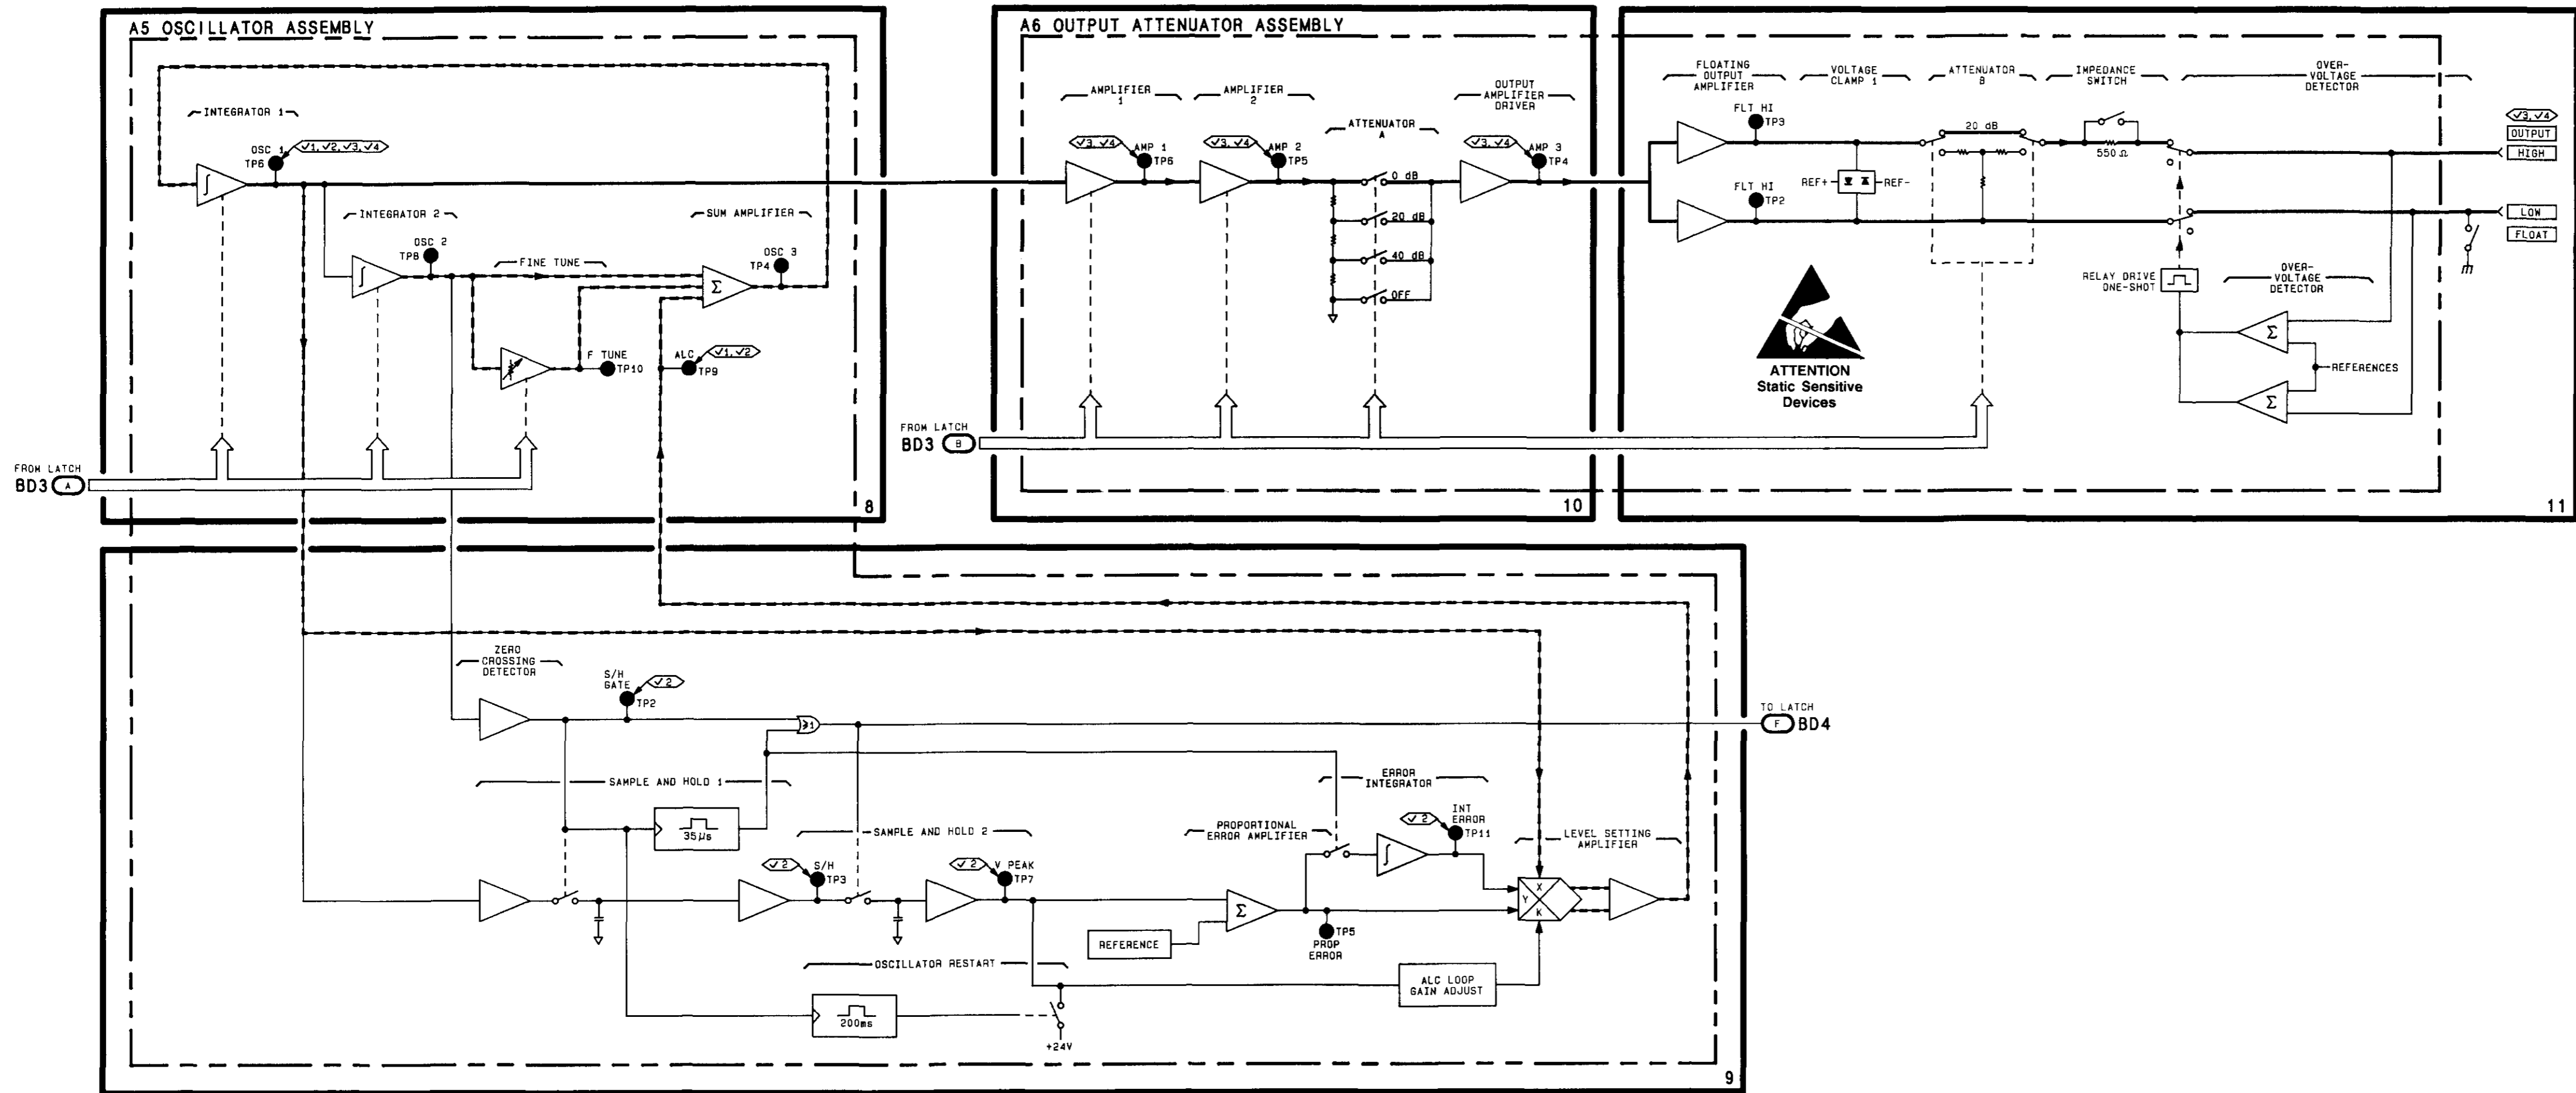 A5 OSCILLATOR ASSEMBLY
INTEGRATOR 1
OSC 1
TP6
√1, √2, √3, √4
INTEGRATOR 2
OSC 2
TP8
FINE TUNE
SUM AMPLIFIER
OSC 3
TP4
Σ
∫
∫
F TUNE
TP10
ALC
TP9
√1, √2
FROM LATCH
BD3 A
8
A6 OUTPUT ATTENUATOR ASSEMBLY
AMPLIFIER
1
√3, √4
AMP 1
TP6
AMPLIFIER
2
√3, √4
AMP 2
TP5
ATTENUATOR
A
0 dB
20 dB
40 dB
OFF
OUTPUT
AMPLIFIER
DRIVER
√3, √4
AMP 3
TP4
FROM LATCH
BD3 B
10
FLOATING
OUTPUT
AMPLIFIER
FLT HI
TP3
FLT HI
TP2
VOLTAGE
CLAMP 1
REF+
REF-
ATTENUATOR
B
20 dB
IMPEDANCE
SWITCH
550 Ω
OVER-
VOLTAGE
DETECTOR
√3, √4
OUTPUT
HIGH
LOW
FLOAT
RELAY DRIVE
ONE-SHOT
OVER-
VOLTAGE
DETECTOR
Σ
REFERENCES
Σ
ATTENTION
Static Sensitive
Devices
11
ZERO
CROSSING
DETECTOR
S/H
GATE
TP2
√2
≥1
TO LATCH
F BD4
SAMPLE AND HOLD 1
35µs
SAMPLE AND HOLD 2
√2
S/H
TP3
√2
V PEAK
TP7
PROPORTIONAL
ERROR AMPLIFIER
ERROR
INTEGRATOR
√2
INT
ERROR
TP11
∫
LEVEL SETTING
AMPLIFIER
X
Y
K
Σ
REFERENCE
TP5
PROP
ERROR
OSCILLATOR RESTART
200ms
+24V
ALC LOOP
GAIN ADJUST
9